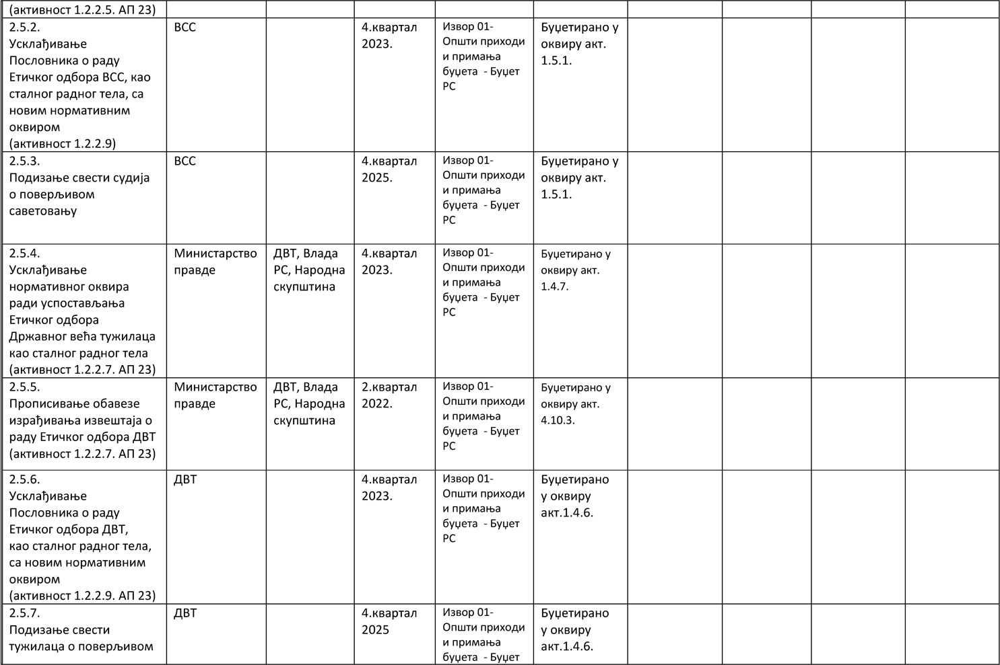 (активност 1.2.2.5. АП 23)
2.5.2.
Усклађивање
Пословника о раду
Етичког одбора ВСС, као
сталног радног тела, са
новим нормативним
оквиром
(активност 1.2.2.9)
ВСС
4.квартал
2023.
Извор 01-
Општи приходи
и примања
буџета - Буџет
РС
Буџетирано у
оквиру акт.
1.5.1.
2.5.3.
Подизање свести судија
о поверљивом
саветовању
ВСС
4.квартал
2025.
Извор 01-
Општи приходи
и примања
буџета - Буџет
РС
Буџетирано у
оквиру акт.
1.5.1.
2.5.4.
Усклађивање
нормативног оквира
ради успостављања
Етичког одбора
Државног већа тужилаца
као сталног радног тела
(активност 1.2.2.7. АП 23)
Министарство
правде
ДВТ, Влада
РС, Народна
скупштина
4.квартал
2023.
Извор 01-
Општи приходи
и примања
буџета - Буџет
РС
Буџетирано у
оквиру акт.
1.4.7.
2.5.5.
Прописивање обавезе
израђивања извештаја о
раду Етичког одбора ДВТ
(активност 1.2.2.7. АП 23)
Министарство
правде
ДВТ, Влада
РС, Народна
скупштина
2.квартал
2022.
Извор 01-
Општи приходи
и примања
буџета - Буџет
РС
Буџетирано у
оквиру акт.
4.10.3.
2.5.6.
Усклађивање
Пословника о раду
Етичког одбора ДВТ,
као сталног радног тела,
са новим нормативним
оквиром
(активност 1.2.2.9. АП 23)
ДВТ
4.квартал
2023.
Извор 01-
Општи приходи
и примања
буџета - Буџет
РС
Буџетирано
у оквиру
акт.1.4.6.
2.5.7.
Подизање свести
тужилаца о поверљивом
ДВТ
4.квартал
2025
Извор 01-
Општи приходи
и примања
буџета - Буџет
Буџетирано
у оквиру
акт.1.4.6.